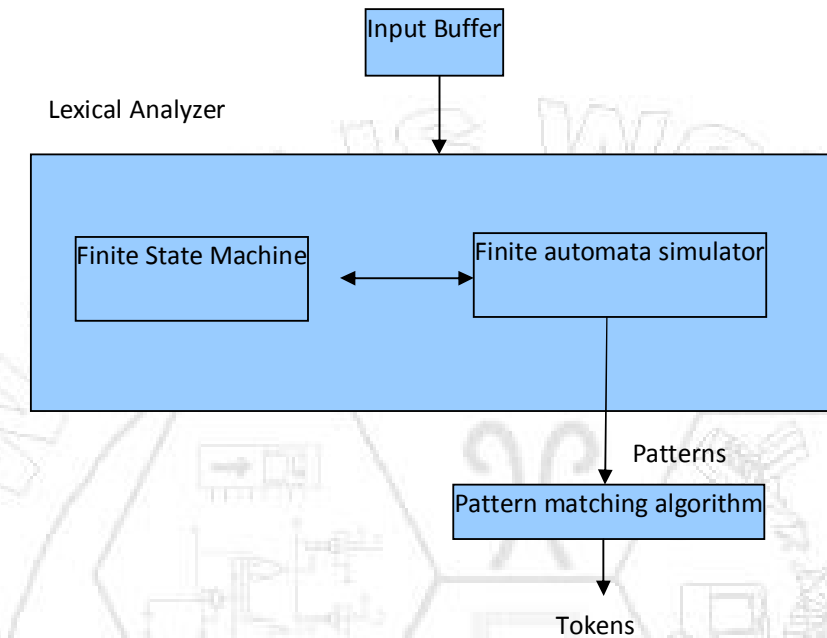 Input Buffer
Lexical Analyzer
Finite State Machine
Finite automata simulator
Patterns
Pattern matching algorithm
Tokens